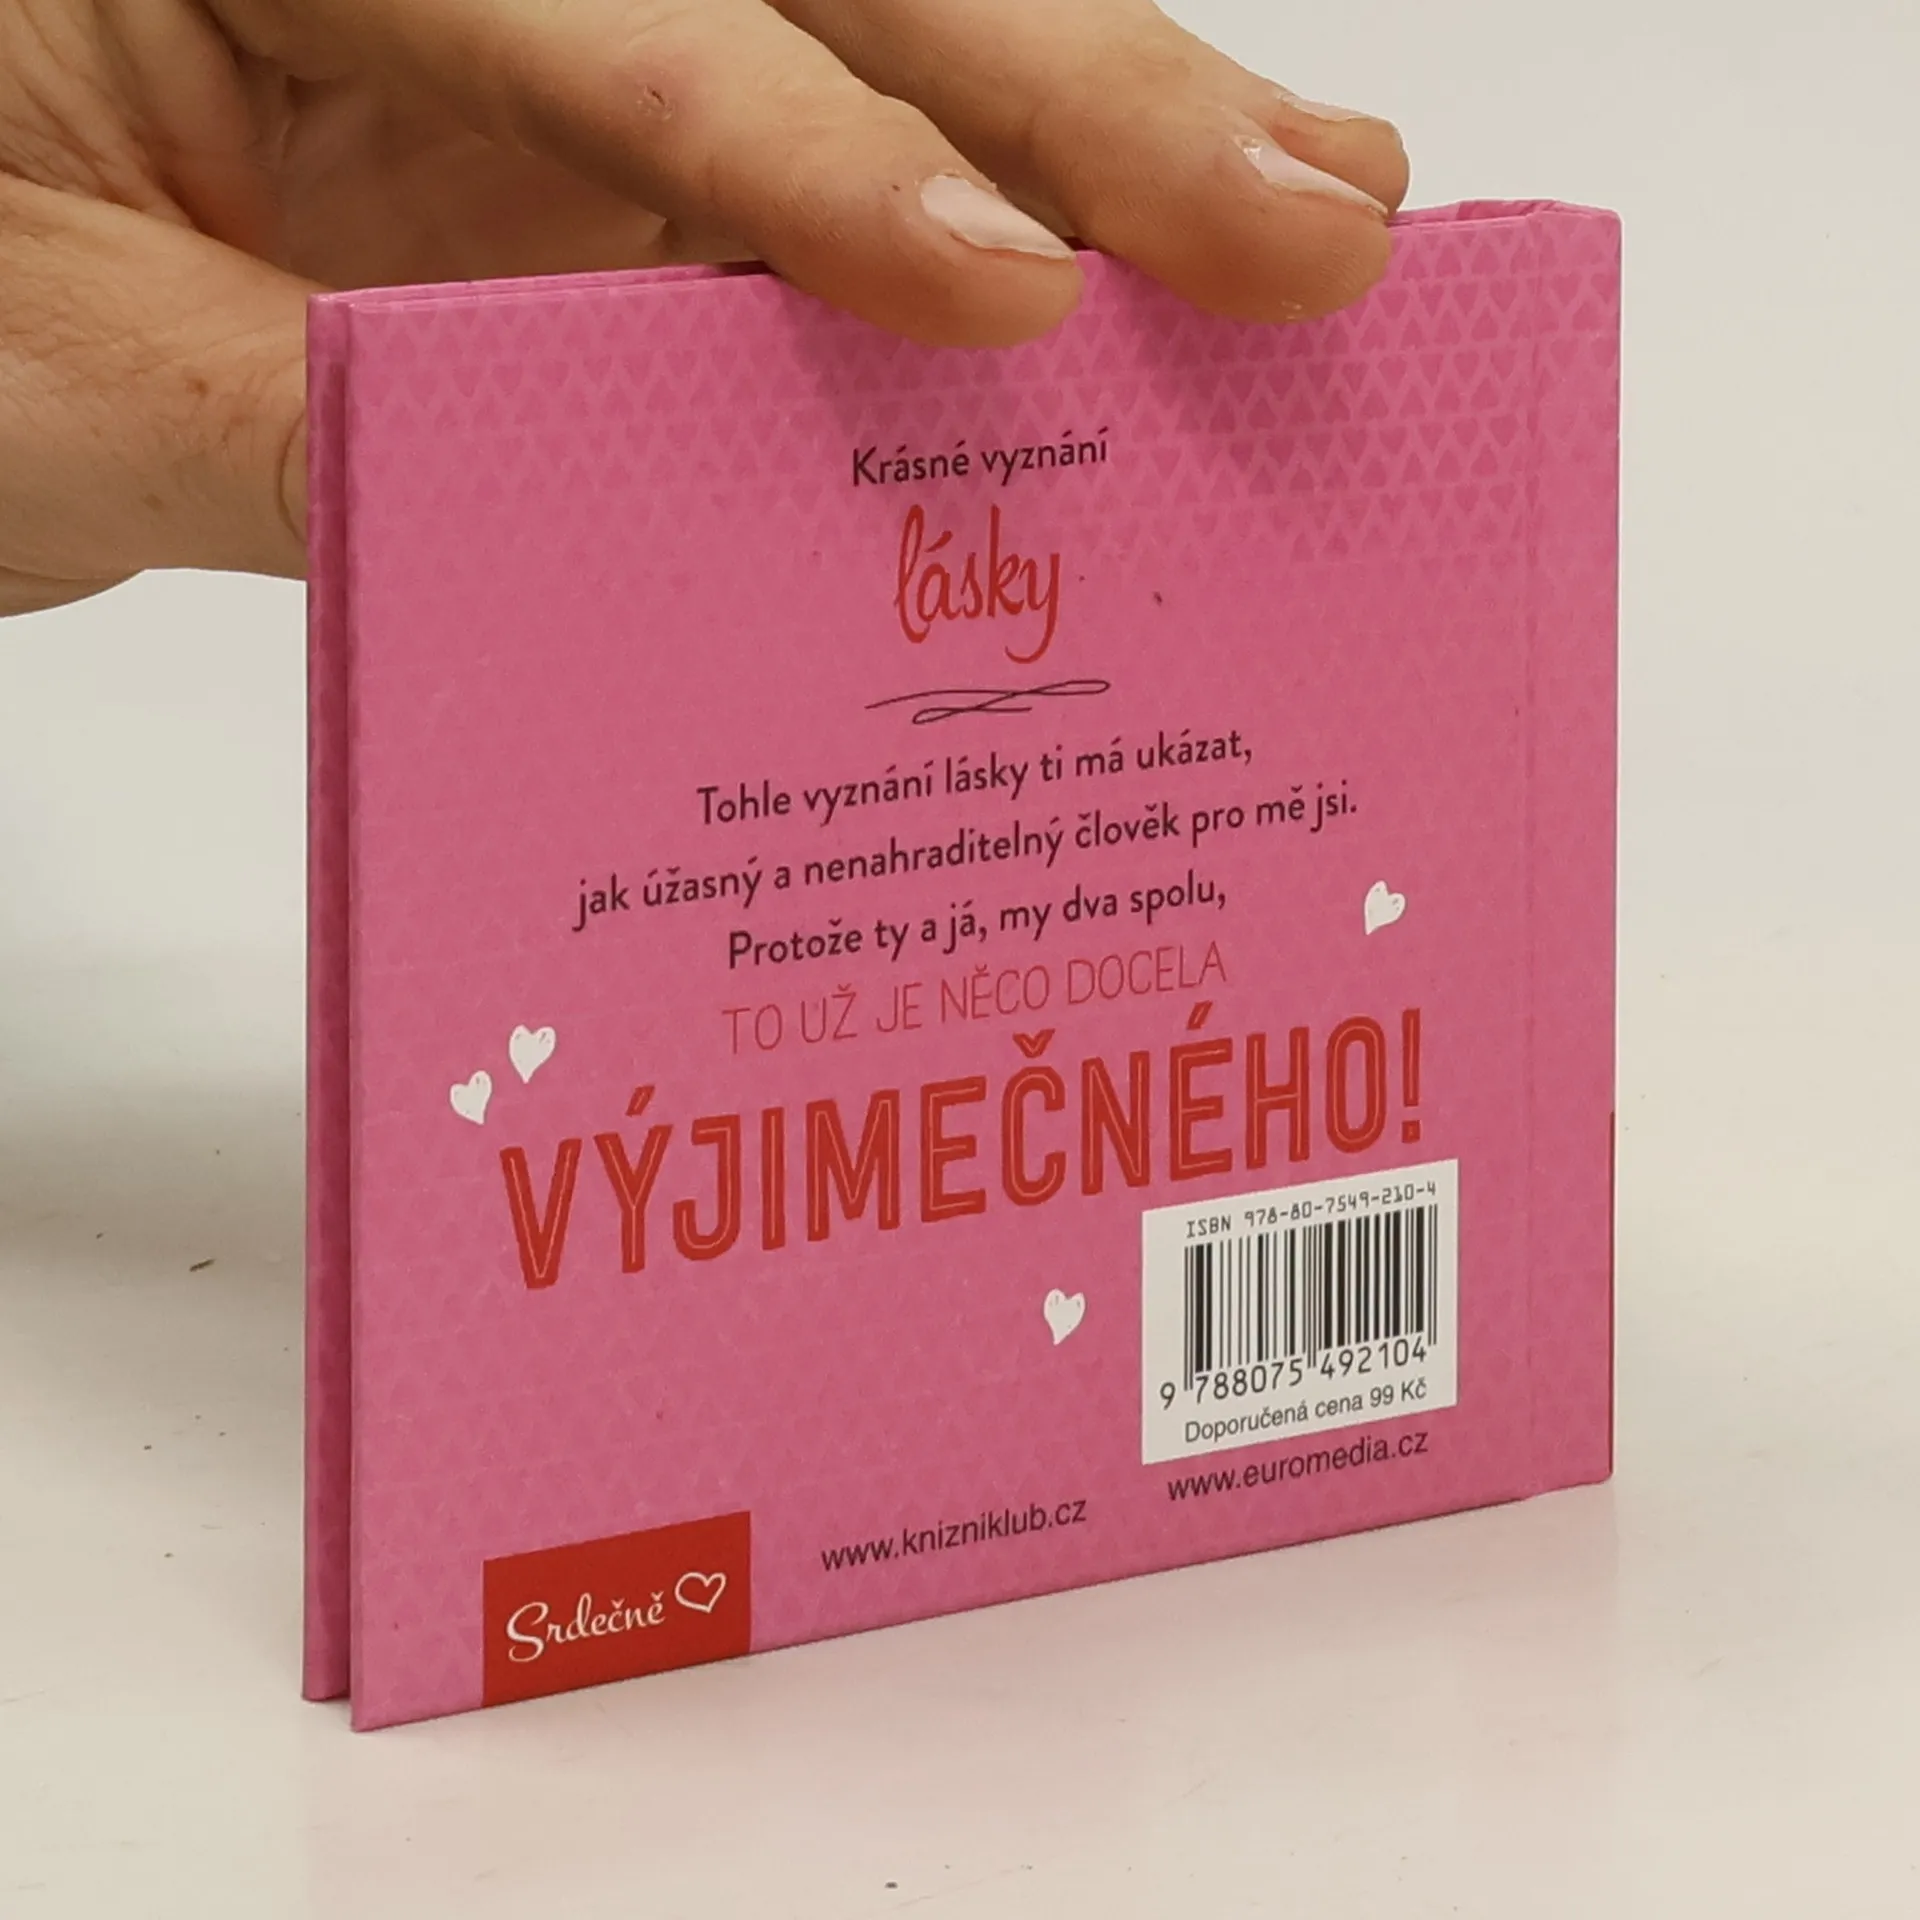 Krásné vyznání
lásky
Tohle vyznání lásky ti má ukázat,
jak úžasný a nenahraditelný člověk pro mě jsi.
Protože ty a já, my dva spolu,
TO UŽ JE NĚCO DOCELA
VÝJIMEČNÉHO!
ISBN 978-80-7549-210-4
9 788075 492104
Doporučená cena 99 Kč
www.euromedia.cz
www.knizniklub.cz
Srdečně